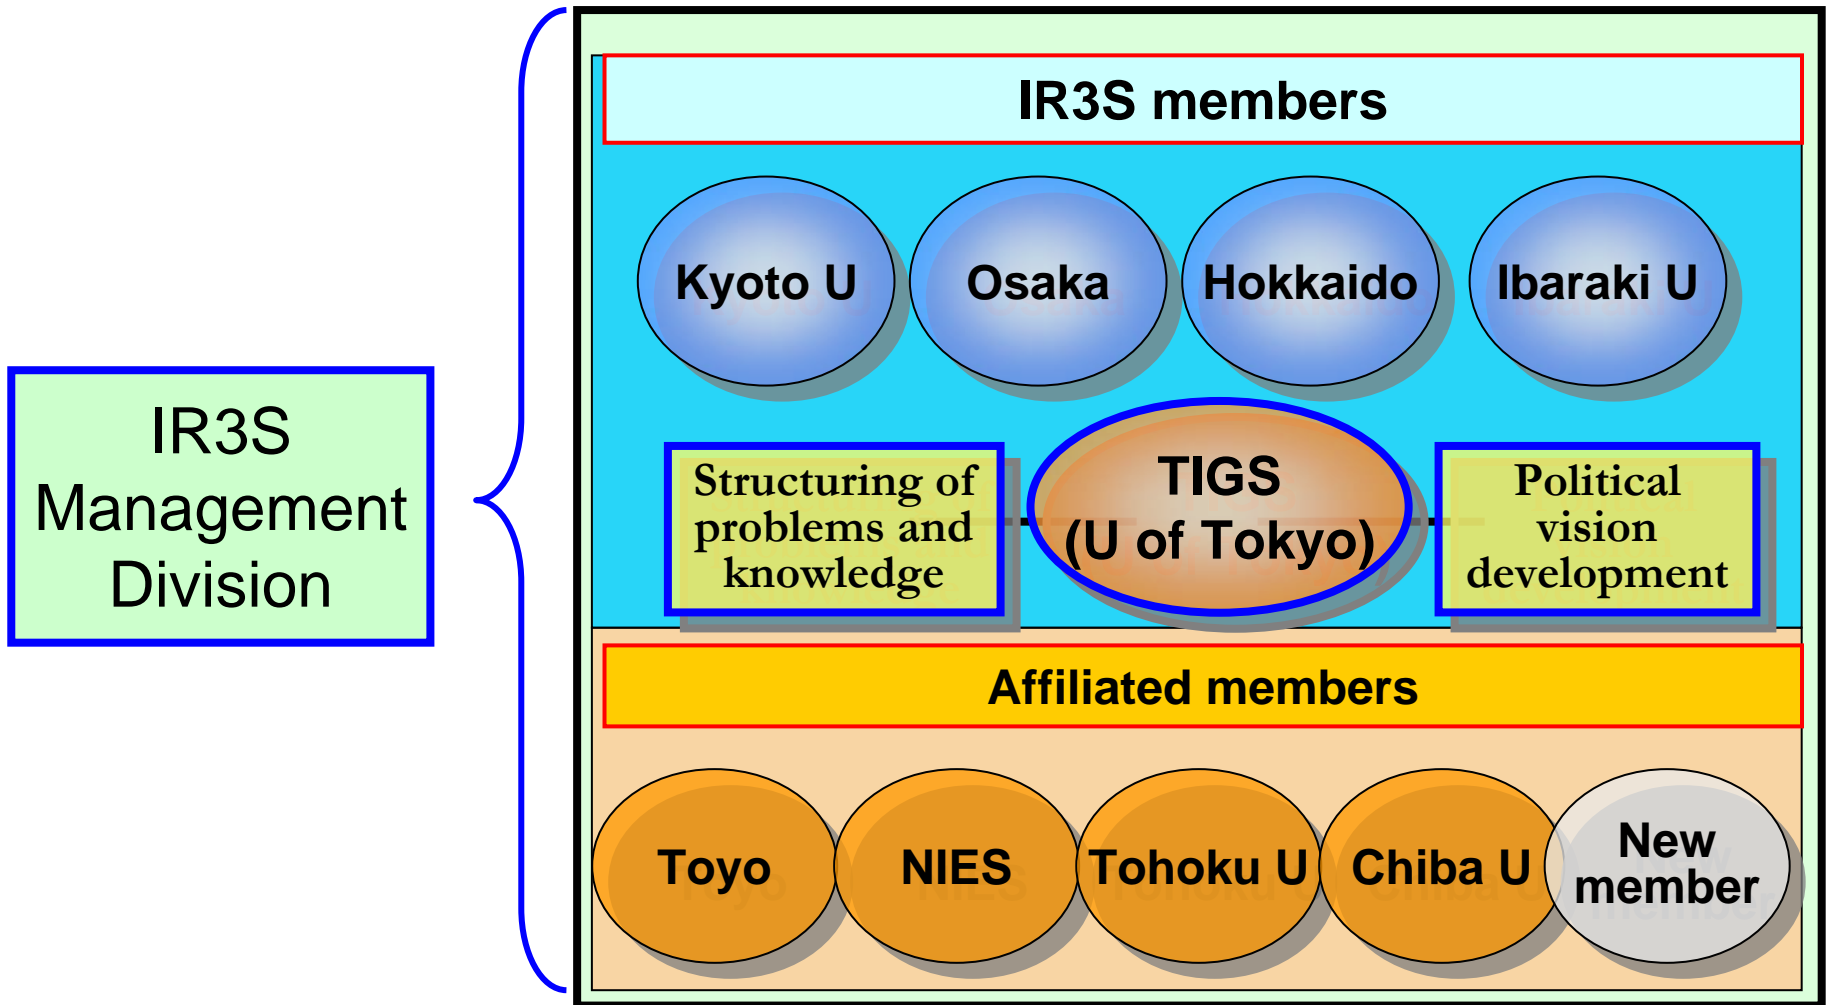 IR3S
Management
Division
IR3S members
Kyoto U
Osaka
Hokkaido
Ibaraki U
Structuring of
problems and
knowledge
TIGS
(U of Tokyo)
Political
vision
development
Affiliated members
Toyo
NIES
Tohoku U
Chiba U
New
member